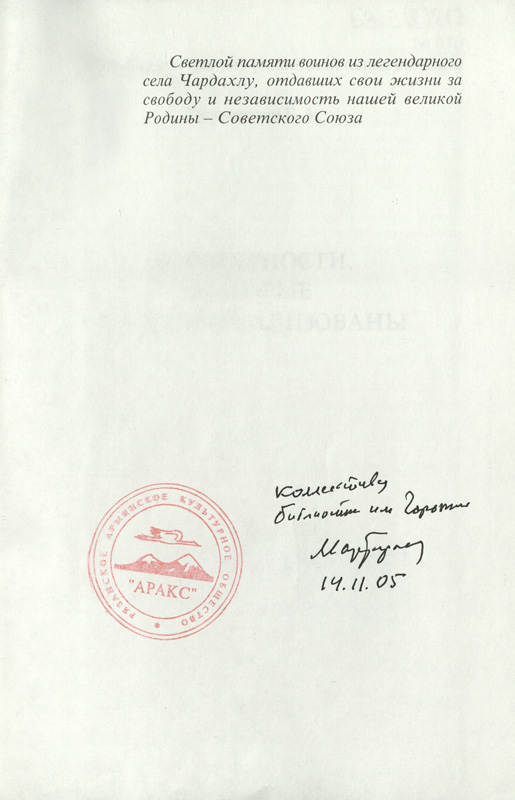 Светлой памяти воинов из легендарного
села Чардахлу, отдавших свои жизни за
свободу и независимость нашей великой
Родины – Советского Союза
коллективу
библиотеки им Горького
14.11.05
РЯЗАНСКОЕ АРМЯНСКОЕ КУЛЬТУРНОЕ ОБЩЕСТВО
"АРАКС"